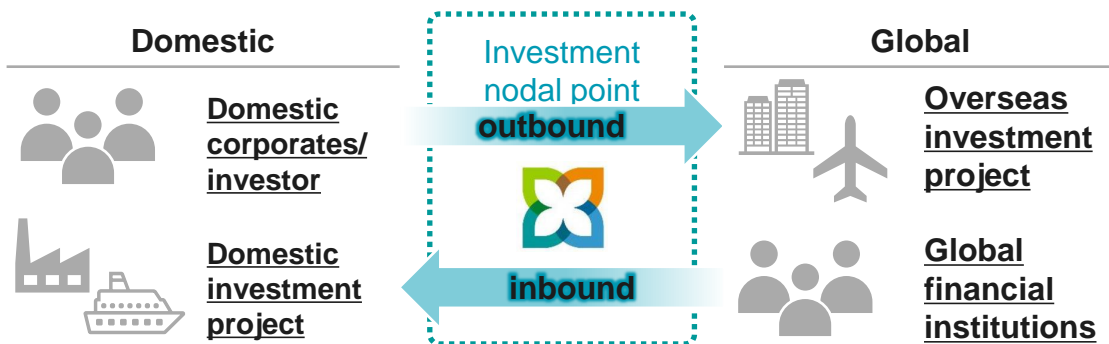 Domestic
Investment
nodal point
Global
Domestic
corporates/
investor
outbound
Overseas
investment
project
Domestic
investment
project
inbound
Global
financial
institutions